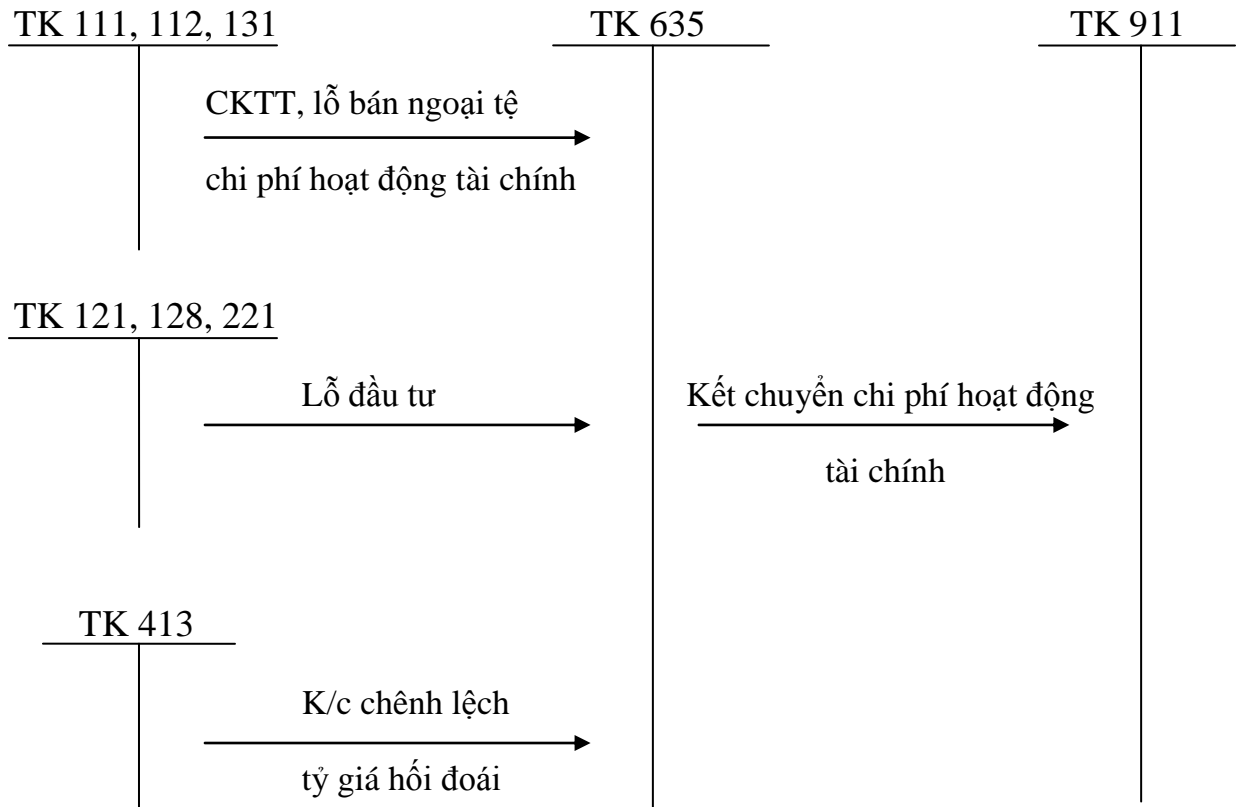 TK 111, 112, 131
TK 635
TK 911
CKTT, lỗ bán ngoại tệ
chi phí hoạt động tài chính
TK 121, 128, 221
Lỗ đầu tư
Kết chuyển chi phí hoạt động
tài chính
TK 413
K/c chênh lệch
tỷ giá hối đoái